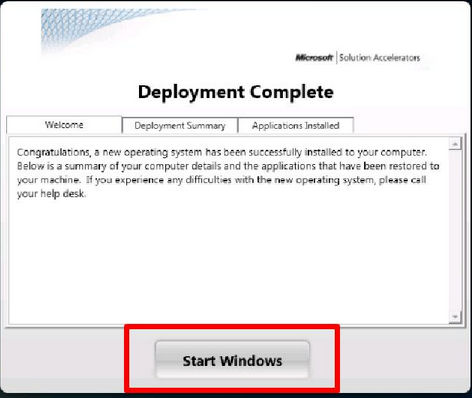 Microsoft | Solution Accelerators
Deployment Complete
Welcome
Deployment Summary
Applications Installed
Congratulations, a new operating system has been successfully installed to your computer.
Below is a summary of your computer details and the applications that have been restored to
your machine. If you experience any difficulties with the new operating system, please call
your help desk.
Start Windows